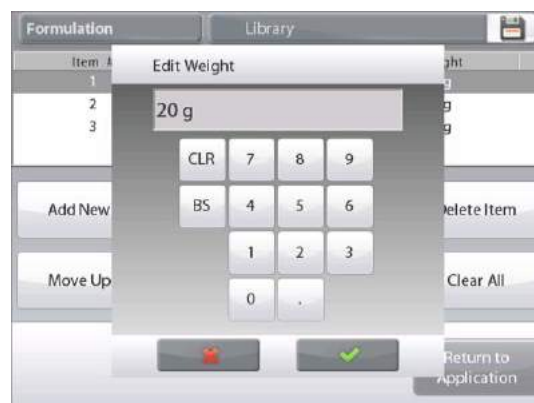 Formulation Library
Item
Edit Weight
1
2
3
20 g
CLR 7 8 9
BS 4 5 6
1 2 3
0 .
Add New
Delete Item
Move Up
Clear All
Return to
Application